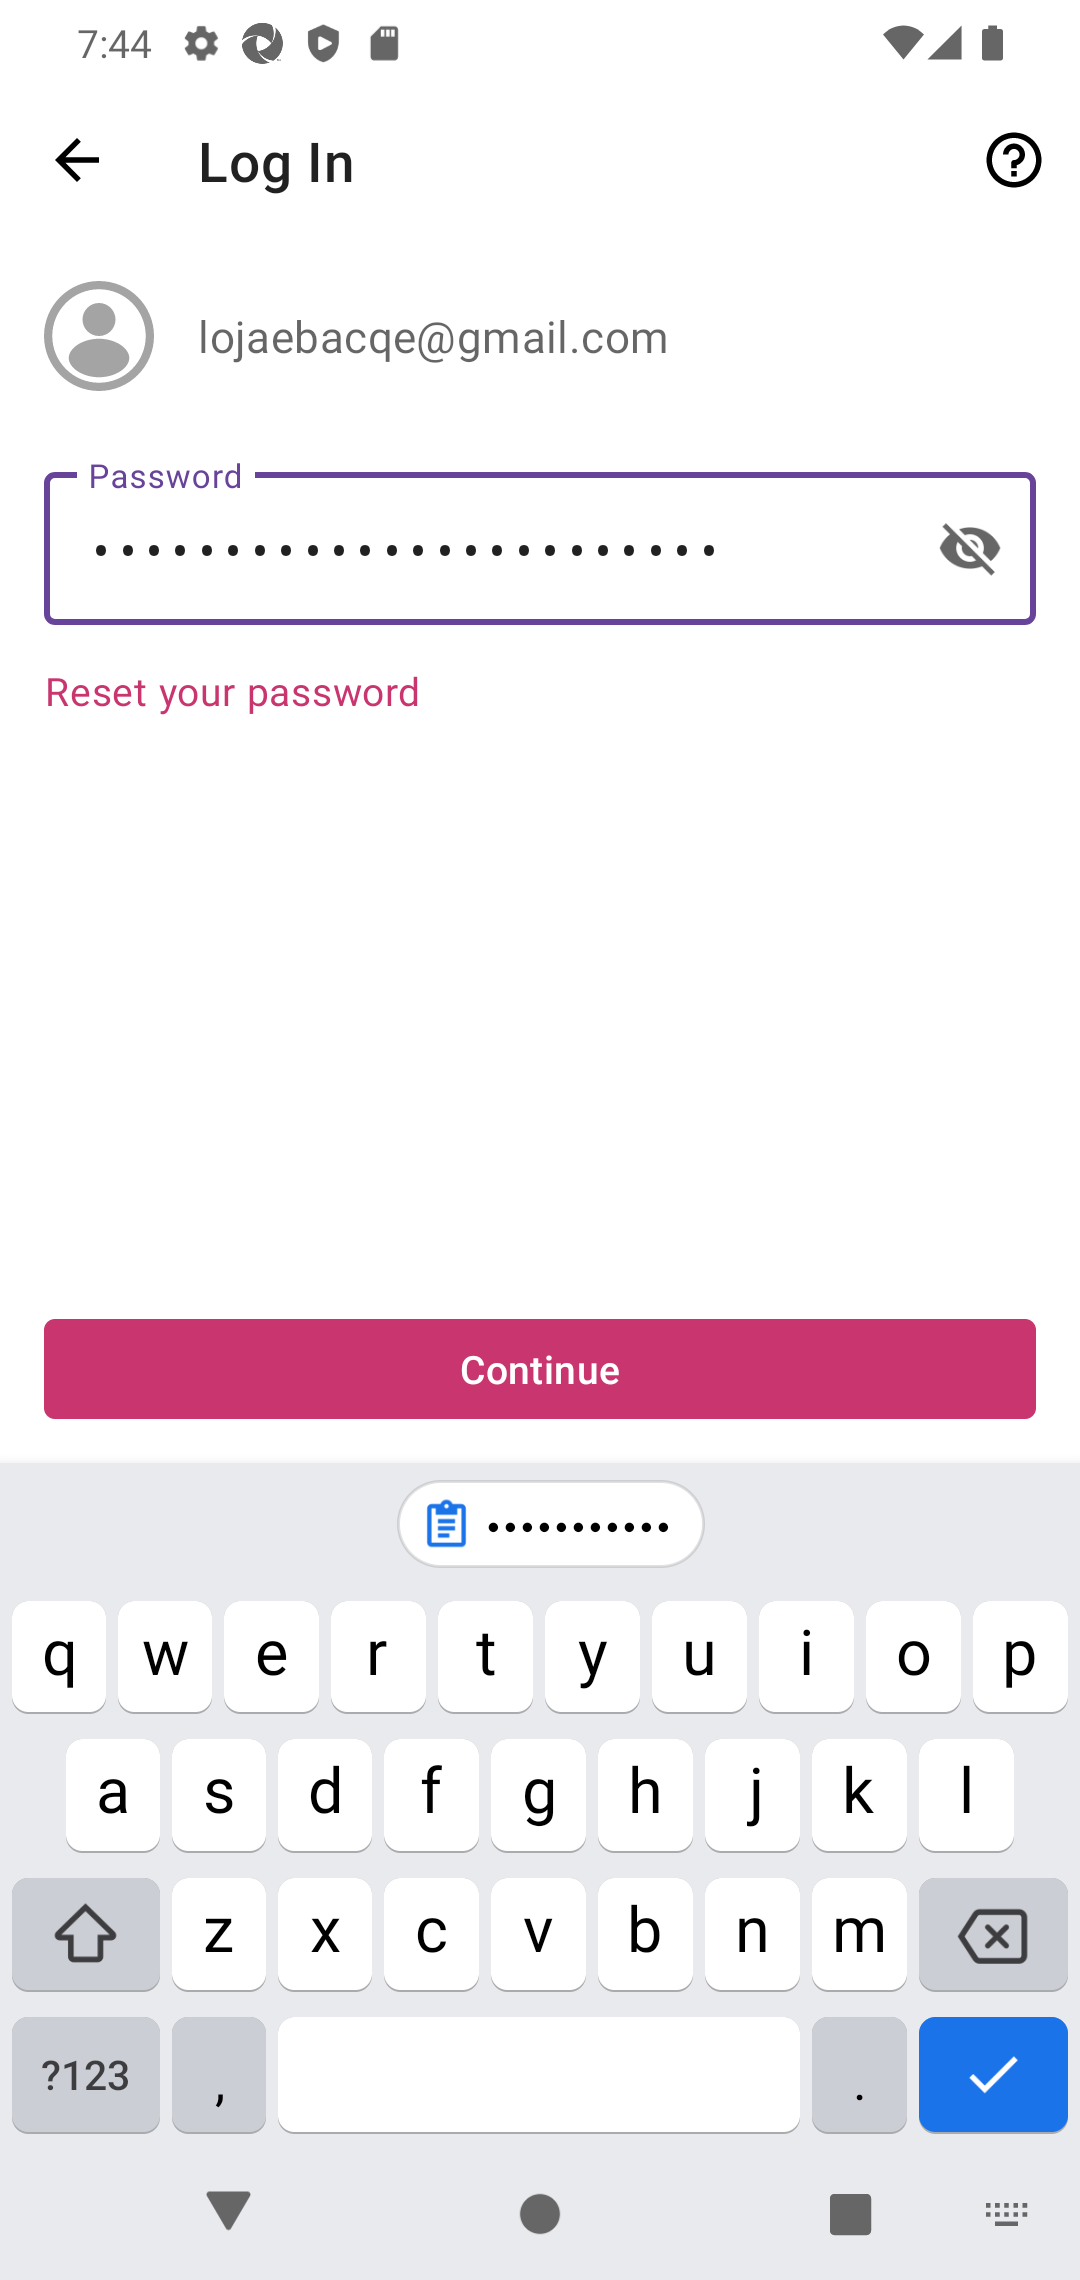 7:44
Log In
lojaebacqe@gmail.com
Password
••••••••••••••••••••••••
Reset your password
Continue
•••••••••••
q w e r t y u i o p
a s d f g h j k l
z x c v b n m
?123 , .